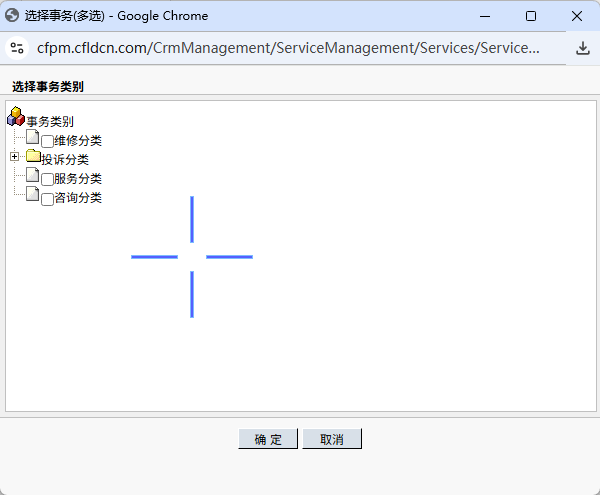 选择事务(多选) - Google Chrome
cfpm.cfldcn.com/CrmManagement/ServiceManagement/Services/Service...
选择事务类别
事务类别
维修分类
投诉分类
服务分类
咨询分类
确 定 取消